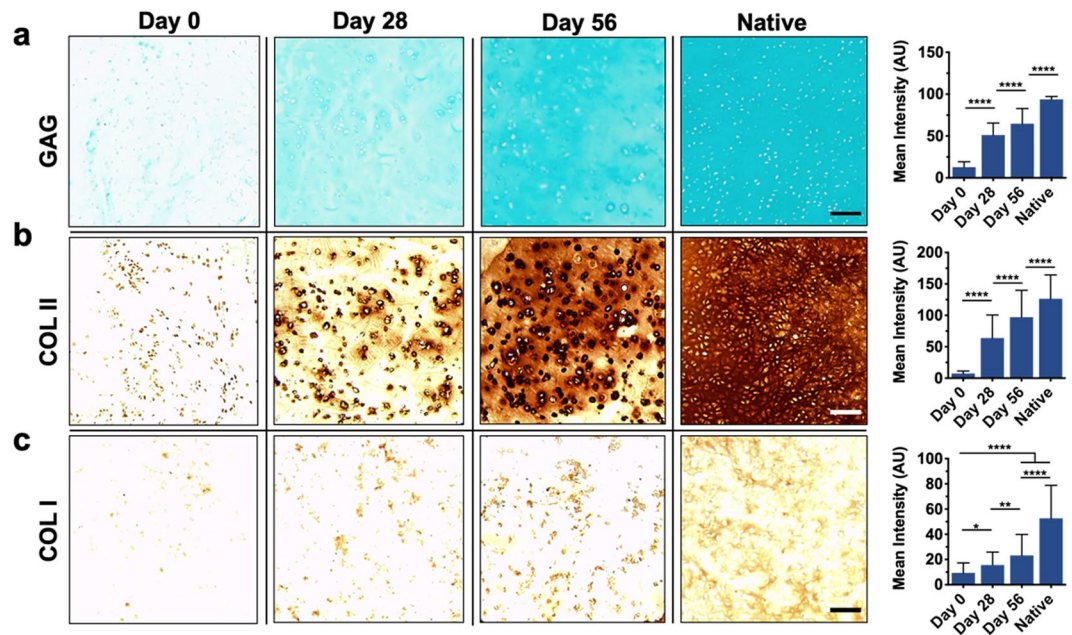 Day 0 Day 28 Day 56 Native
a
GAG
Mean Intensity (AU)
150
100
50
0
****
****
****
Day 0 Day 28 Day 56 Native
b
COL II
Mean Intensity (AU)
200
150
100
50
0
****
****
****
Day 0 Day 28 Day 56 Native
c
COL I
Mean Intensity (AU)
100
80
60
40
20
0
****
****
**
*
Day 0 Day 28 Day 56 Native